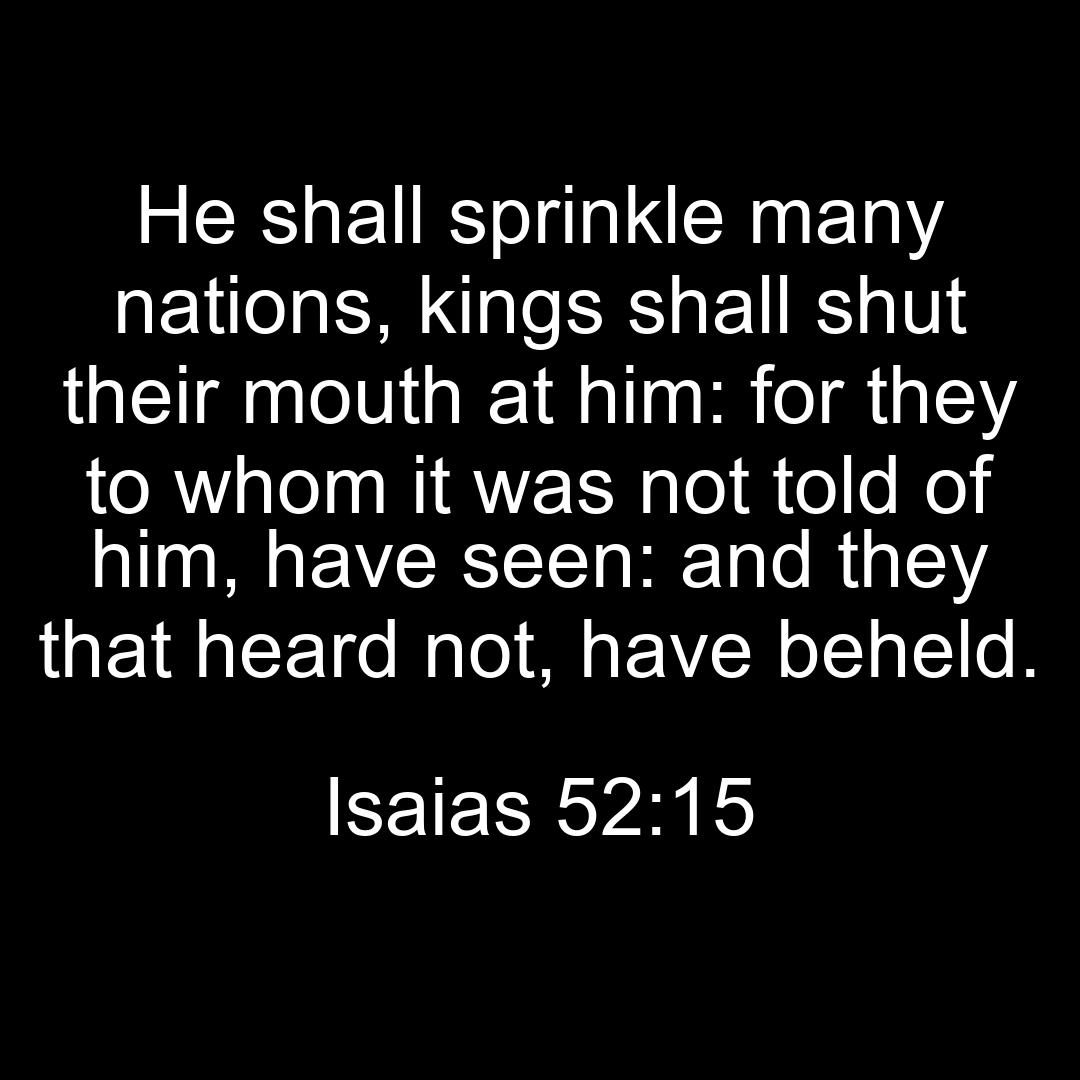 He shall sprinkle many
nations, kings shall shut
their mouth at him: for they
to whom it was not told of
him, have seen: and they
that heard not, have beheld.
Isaias 52:15